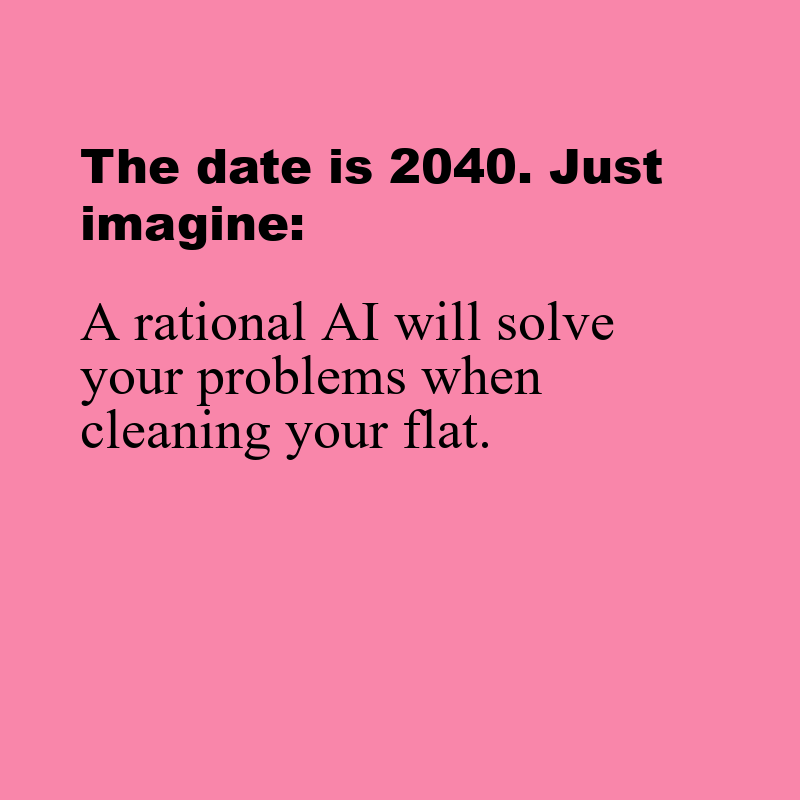 The date is 2040. Just
imagine:
A rational AI will solve
your problems when
cleaning your flat.